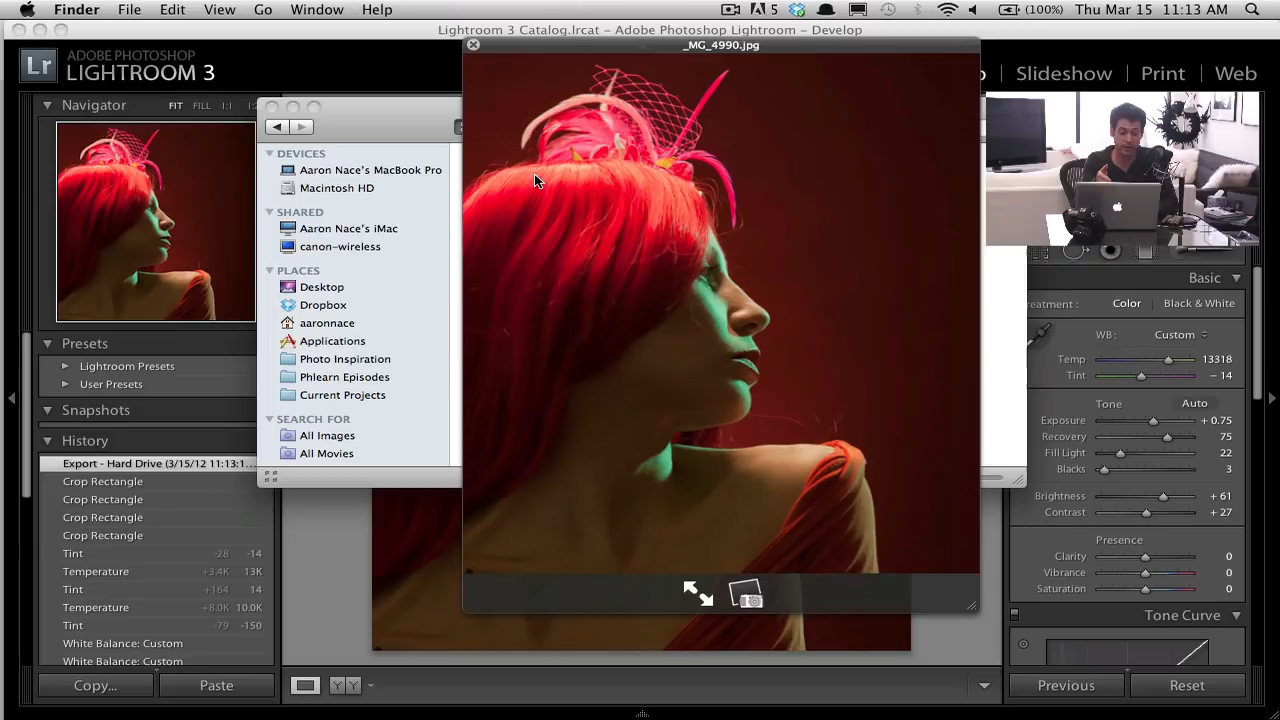 Finder File Edit View Go Window Help 5 (100%) Thu Mar 15 11:13 AM
Lightroom 3 Catalog.lrcat – Adobe Photoshop Lightroom – Develop
_MG_4990.jpg
Lr ADOBE PHOTOSHOP
LIGHTROOM 3
Slideshow Print Web
Navigator FIT FILL 1:1
DEVICES
Aaron Nace's MacBook Pro
Macintosh HD
SHARED
Aaron Nace's iMac
canon-wireless
PLACES
Desktop
Dropbox
aaronnace
Applications
Photo Inspiration
Phlearn Episodes
Current Projects
SEARCH FOR
All Images
All Movies
Presets
Lightroom Presets
User Presets
Snapshots
History
Export - Hard Drive (3/15/12 11:13:1...
Crop Rectangle
Crop Rectangle
Crop Rectangle
Crop Rectangle
Tint -28 -14
Temperature +3.4K 13K
Tint +164 14
Temperature +8.0K 10.0K
Tint -79 -150
White Balance: Custom
White Balance: Custom
Copy... Paste
Basic
eatment : Color Black & White
WB: Custom
Temp 13318
Tint – 14
Tone Auto
Exposure + 0.75
Recovery 75
Fill Light 22
Blacks 3
Brightness + 61
Contrast + 27
Presence
Clarity 0
Vibrance 0
Saturation 0
Tone Curve
Previous Reset